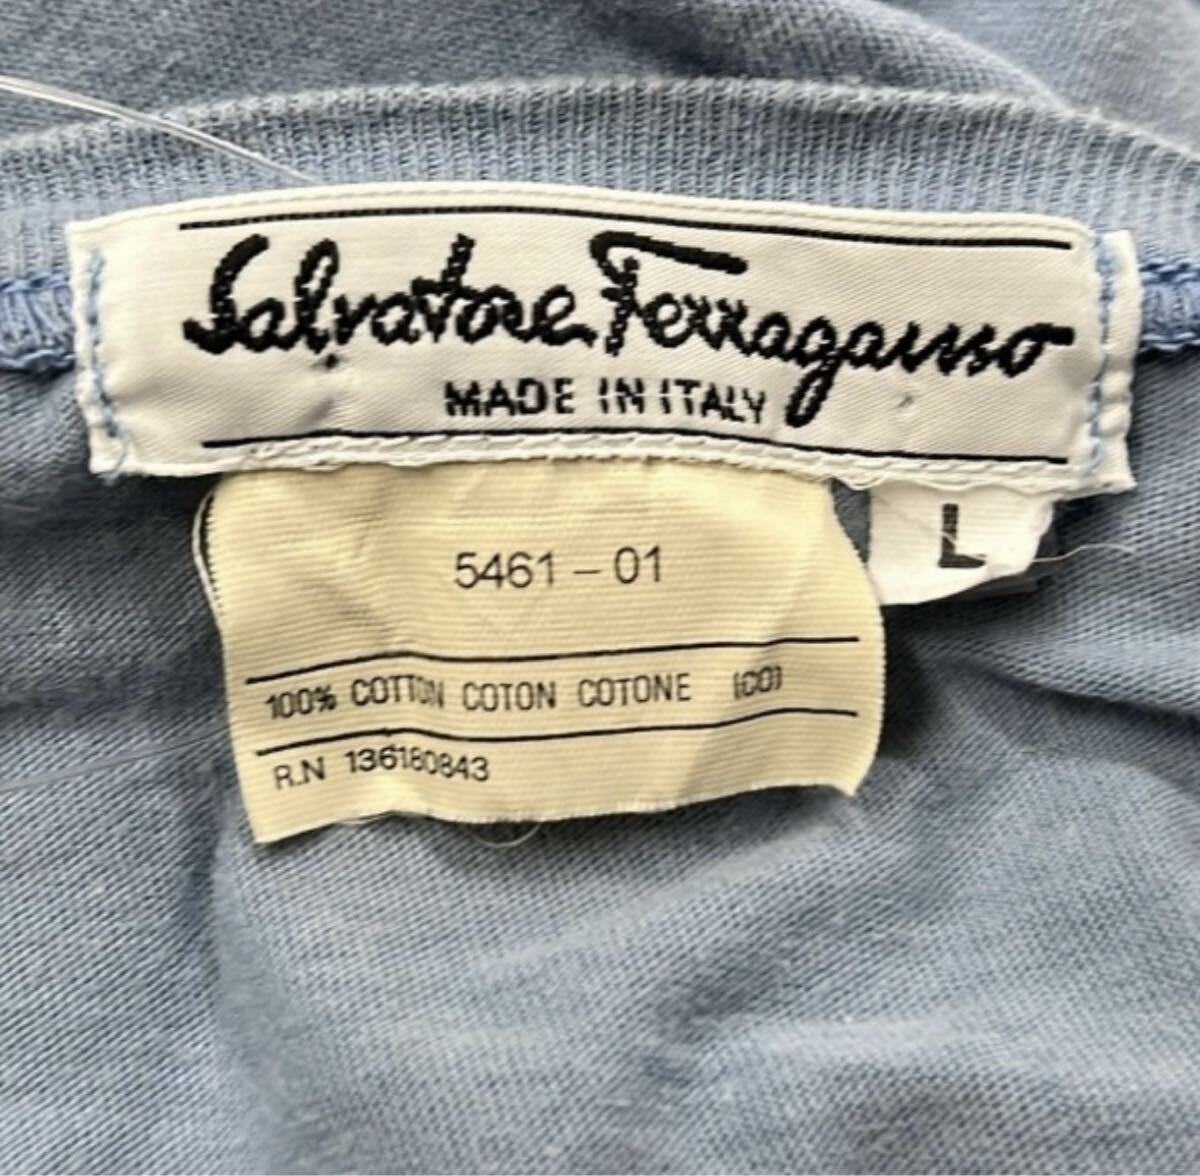 Salvatore Ferragamo
MADE IN ITALY
L
5461-01
100% COTTON COTON COTONE (CO)
R.N 136180843